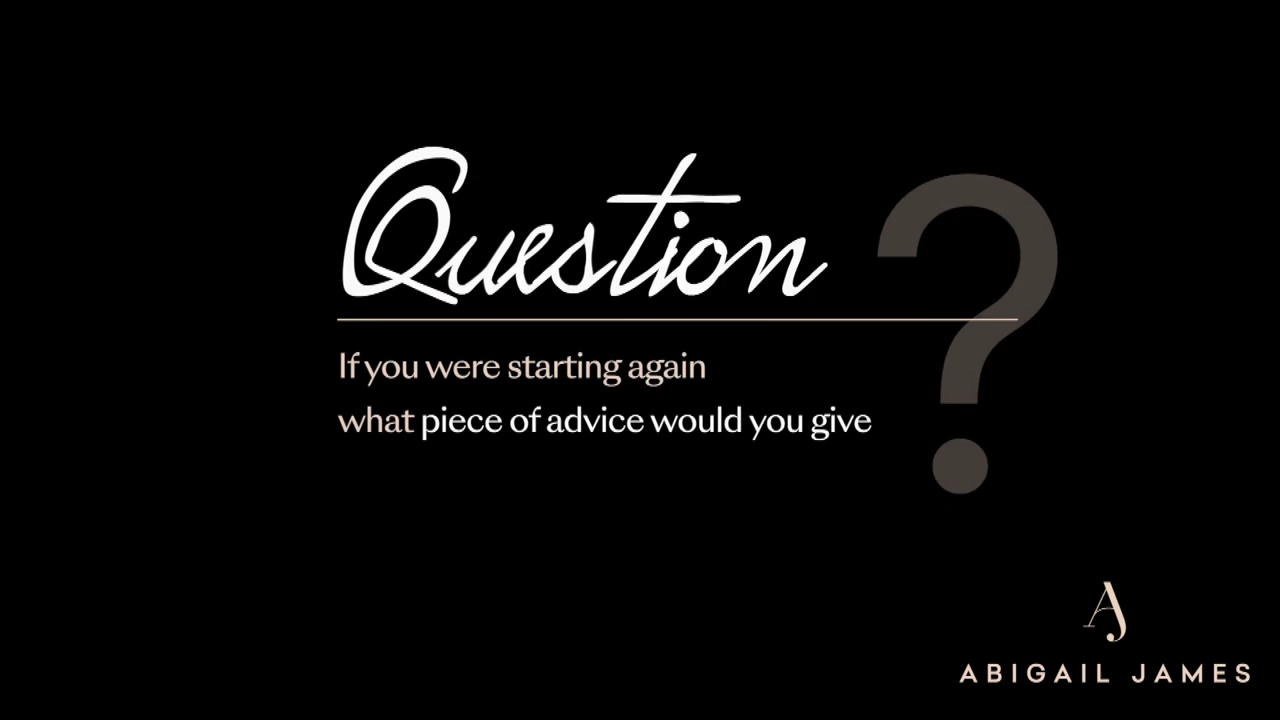 Question
?
If you were starting again
what piece of advice would you give
AJ
ABIGAIL JAMES